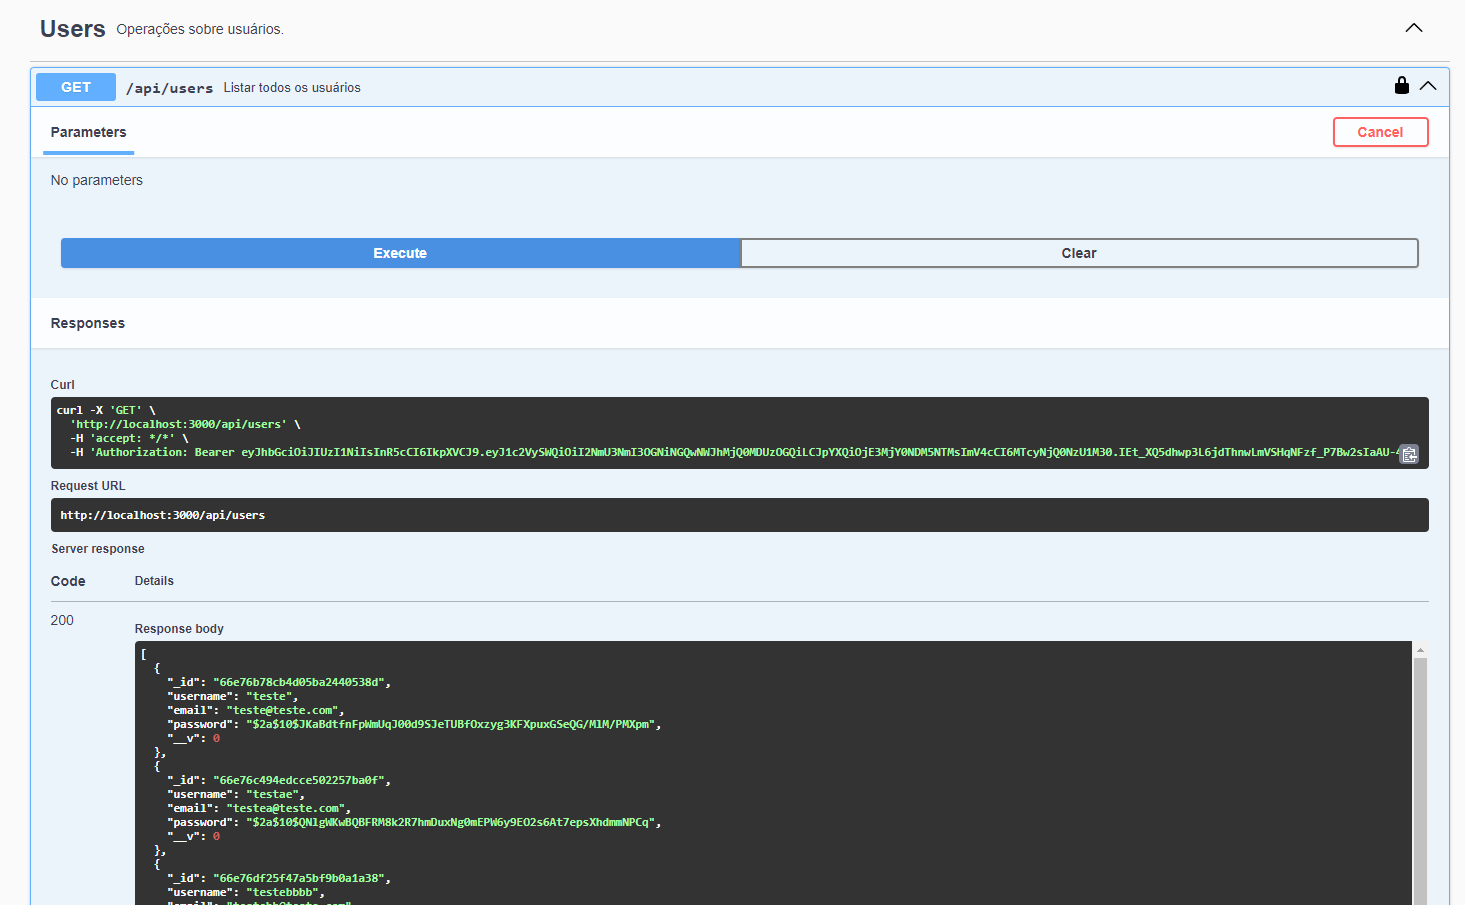 Users Operações sobre usuários.
GET /api/users Listar todos os usuários
Parameters Cancel
No parameters
Execute Clear
Responses
Curl
curl -X 'GET' \
'http://localhost:3000/api/users' \
-H 'accept: */*' \
-H 'Authorization: Bearer eyJhbGciOiJIUzI1NiIsInR5cCI6IkpXVCJ9.eyJ1c2VySWQiOiI2NmU3NmI3OGNiNGQwNWJhMjQ0MDUzOGQiLCJpYXQiOjE3MjY0NDM5NTMsImV4cCI6MTcyNjQ0NzU1M30.IEt_XQ5dhwp3L6jdThnwLmVSHqNFzf_P7Bw2sIaAU-4
Request URL
http://localhost:3000/api/users
Server response
Code Details
200
Response body
[
{
"_id": "66e76b78cb4d05ba2440538d",
"username": "teste",
"email": "teste@teste.com",
"password": "$2a$10$JKaBdtfnFpWmUqJ00d9SJeTUBfOxzyg3KFXpuxGSeQG/MlM/PMXpm",
"__v": 0
},
{
"_id": "66e76c494edcce502257ba0f",
"username": "testae",
"email": "testea@teste.com",
"password": "$2a$10$QNlgWKwBQBFRM8k2R7hmDuxNg0mEPW6y9EO2s6At7epsXhdmmNPCq",
"__v": 0
},
{
"_id": "66e76df25f47a5bf9b0a1a38",
"username": "testebbbb",